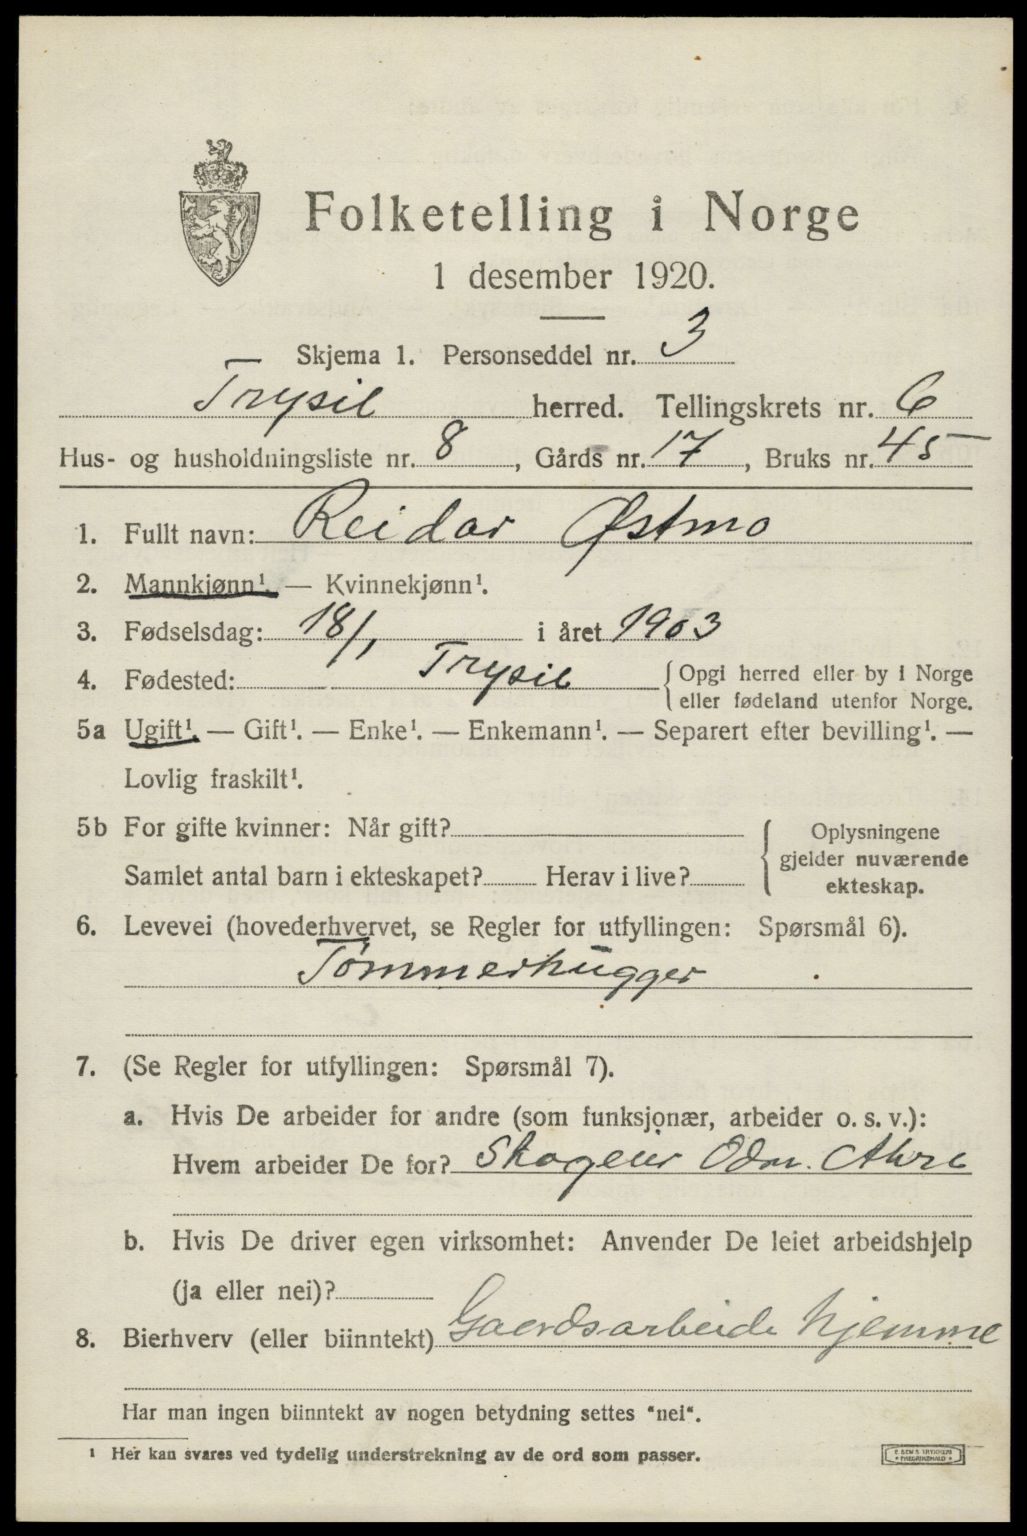 Folketelling i Norge
1 desember 1920.
Skjema 1. Personseddel nr. 3
Trysil herred. Tellingskrets nr. 6
Hus- og husholdningsliste nr. 8, Gårds nr. 17, Bruks nr. 45
1. Fullt navn: Reidar Østmo
2. Mannkjønn¹. — Kvinnekjønn¹.
3. Fødselsdag: 18/1 i året 1903
4. Fødested: Trysil { Opgi herred eller by i Norge
eller fødeland utenfor Norge.
5a Ugift¹. — Gift¹. — Enke¹. — Enkemann¹. — Separert efter bevilling¹. —
Lovlig fraskilt¹.
5b For gifte kvinner: Når gift?
Samlet antal barn i ekteskapet? Herav i live?
Oplysningene
gjelder nuværende
ekteskap.
6. Levevei (hovederhvervet, se Regler for utfyllingen: Spørsmål 6).
Tømmerhugger
7. (Se Regler for utfyllingen: Spørsmål 7).
a. Hvis De arbeider for andre (som funksjonær, arbeider o. s. v.):
Hvem arbeider De for? Skogeier Edm.
b. Hvis De driver egen virksomhet: Anvender De leiet arbeidshjelp
(ja eller nei)?
8. Bierhverv (eller biinntekt) Gaardsarbeide hjemme
Har man ingen biinntekt av nogen betydning settes "nei".
¹ Her kan svares ved tydelig understrekning av de ord som passer.